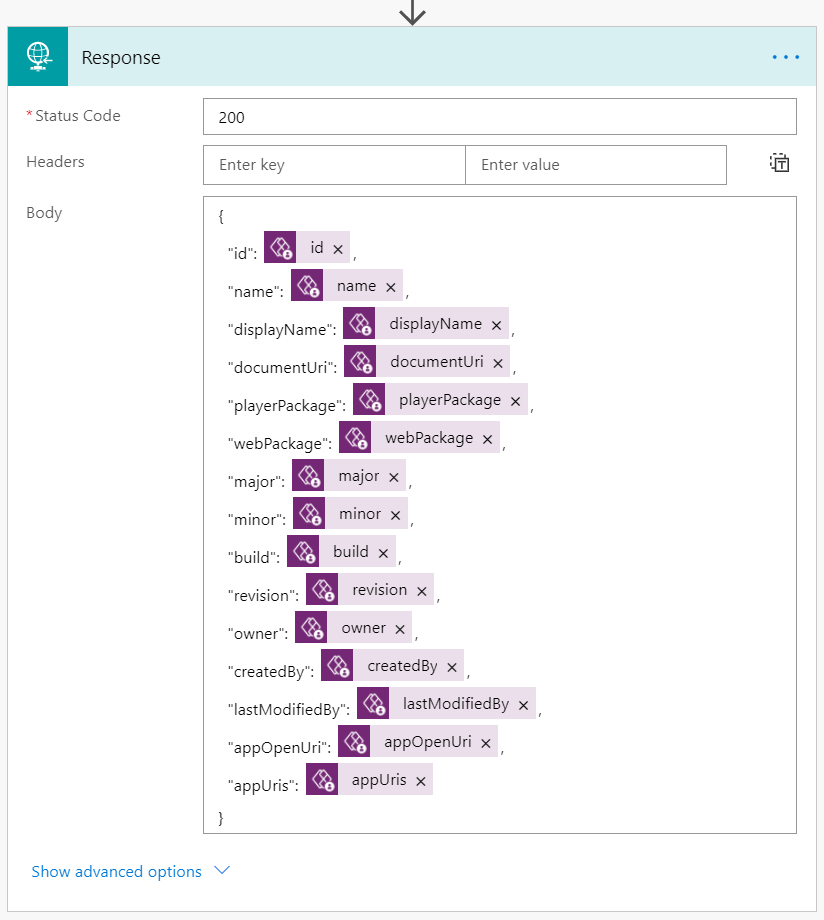 Response
* Status Code 200
Headers Enter key Enter value
Body {
"id": id × ,
"name": name × ,
"displayName": displayName × ,
"documentUri": documentUri × ,
"playerPackage": playerPackage × ,
"webPackage": webPackage × ,
"major": major × ,
"minor": minor × ,
"build": build × ,
"revision": revision × ,
"owner": owner × ,
"createdBy": createdBy × ,
"lastModifiedBy": lastModifiedBy × ,
"appOpenUri": appOpenUri × ,
"appUris": appUris ×
}
Show advanced options